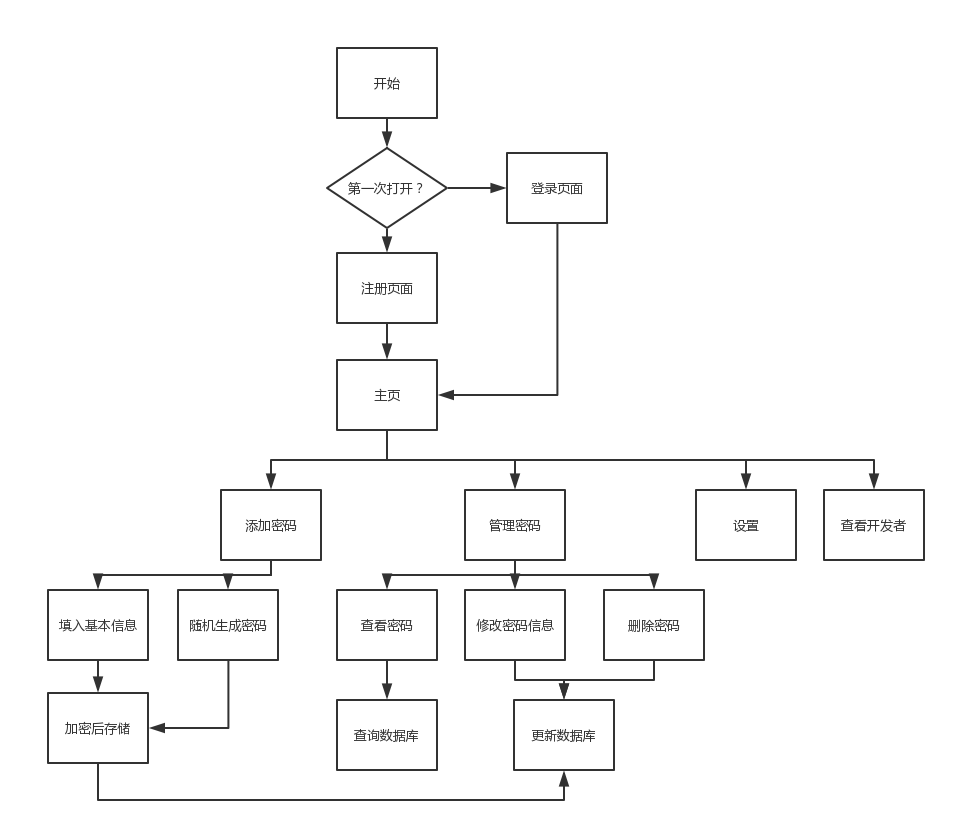 开始
第一次打开？
登录页面
注册页面
主页
添加密码
管理密码
设置
查看开发者
填入基本信息
随机生成密码
查看密码
修改密码信息
删除密码
加密后存储
查询数据库
更新数据库